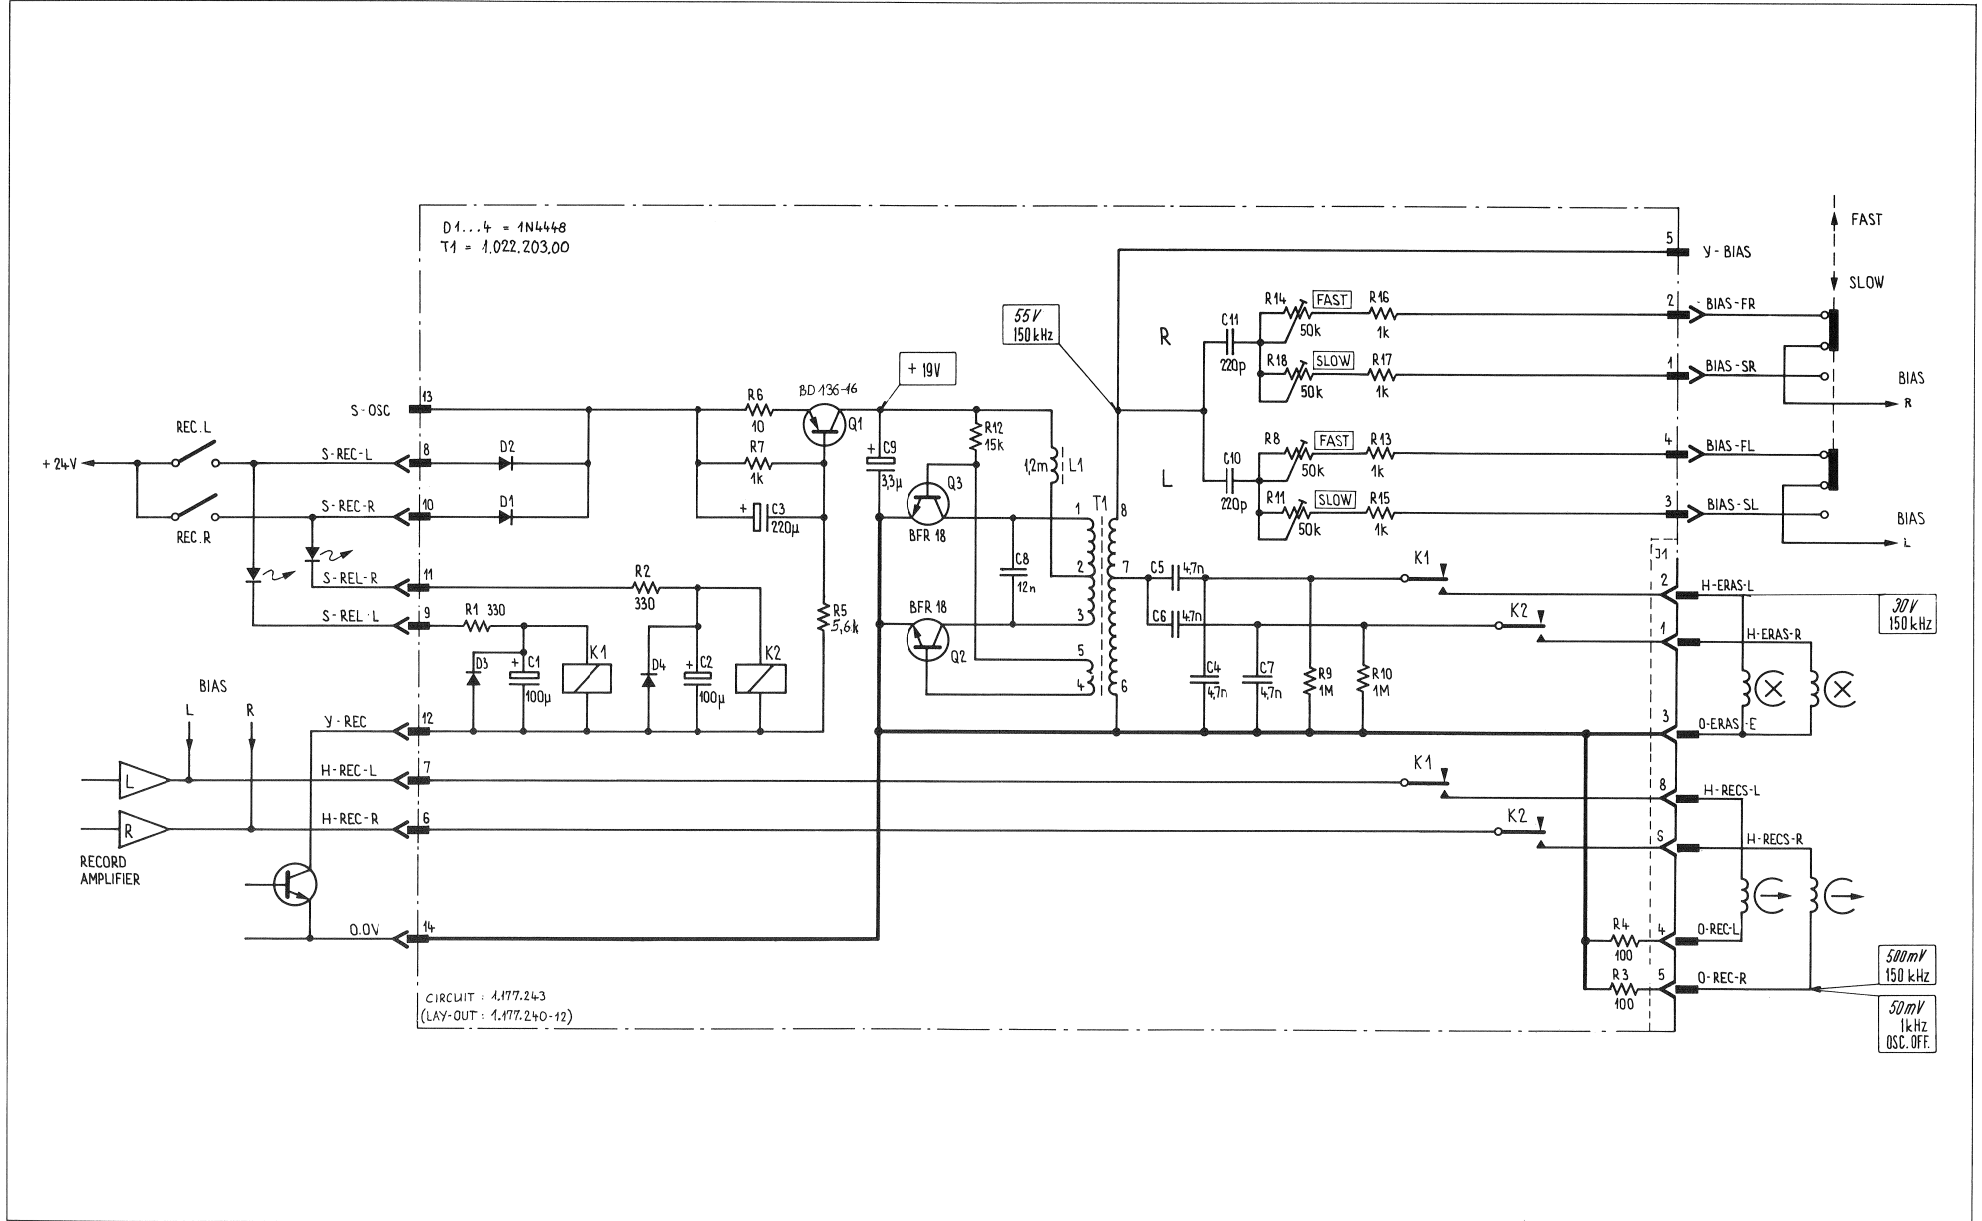 D1...4 = 1N4448
T1 = 1.022.203.00
FAST
SLOW
5
Y-BIAS
55V
150kHz
R
C11
220p
R14
FAST
50k
R16
1k
2
BIAS-FR
R18
SLOW
50k
R17
1k
1
BIAS-SR
BIAS
R
+19V
BD 136-16
Q1
S-OSC
13
R6
10
R7
1k
+
C3
220µ
REC.L
+24V
S-REC-L
8
D2
REC.R
S-REC-R
10
D1
+
C9
3,3µ
R12
15k
1,2m
L1
Q3
BFR 18
T1
1
2
3
5
4
8
7
6
C8
12n
BFR 18
Q2
L
C10
220p
R8
FAST
50k
R13
1k
4
BIAS-FL
R11
SLOW
50k
R15
1k
3
BIAS-SL
BIAS
L
J1
S-REL-R
11
R2
330
S-REL-L
9
R1 330
R5
5,6k
D3
+
C1
100µ
K1
D4
+
C2
100µ
K2
C5
4,7n
C6
4,7n
C4
4,7n
C7
4,7n
R9
1M
R10
1M
K1
2
H-ERAS-L
30V
150kHz
K2
1
H-ERAS-R
3
O-ERAS-E
BIAS
L
R
Y-REC
12
H-REC-L
7
L
H-REC-R
6
R
RECORD
AMPLIFIER
0.0V
14
K1
8
H-RECS-L
K2
S
H-RECS-R
R4
100
4
O-REC-L
R3
100
5
O-REC-R
500mV
150kHz
50mV
1kHz
OSC. OFF.
CIRCUIT : 1.177.243
(LAY-OUT : 1.177.240-12)